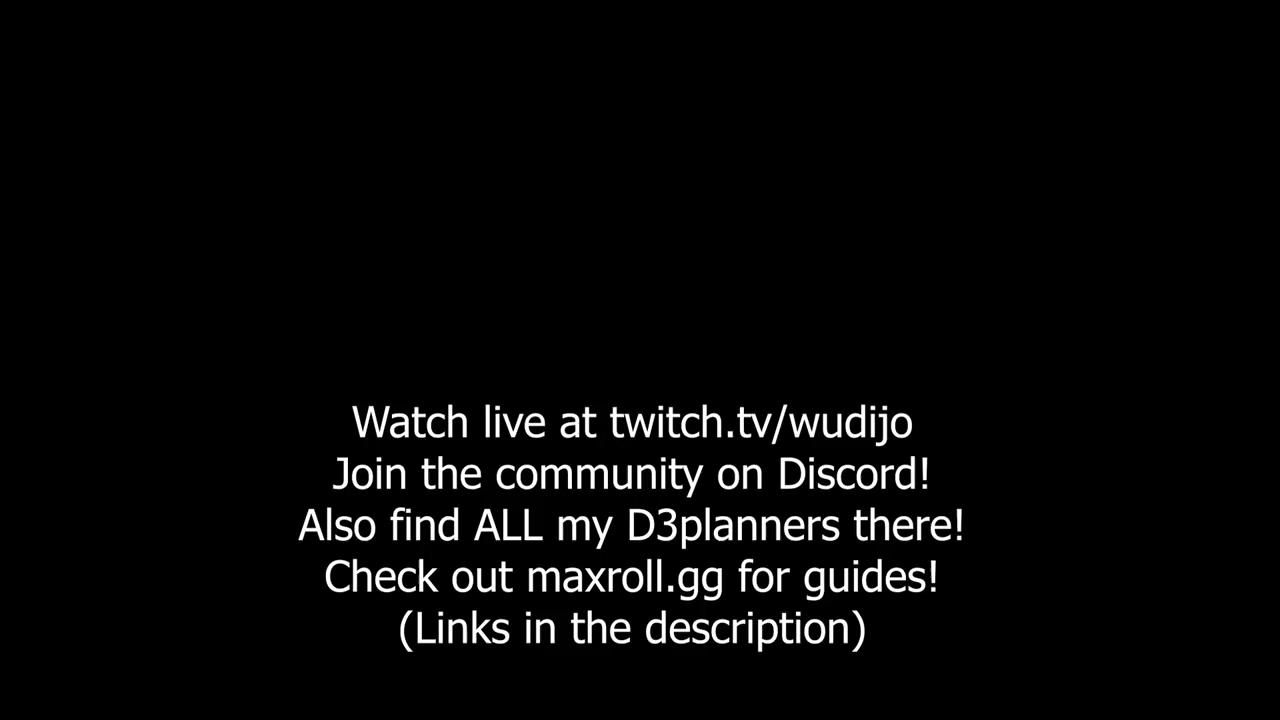 Watch live at twitch.tv/wudijo
Join the community on Discord!
Also find ALL my D3planners there!
Check out maxroll.gg for guides!
(Links in the description)